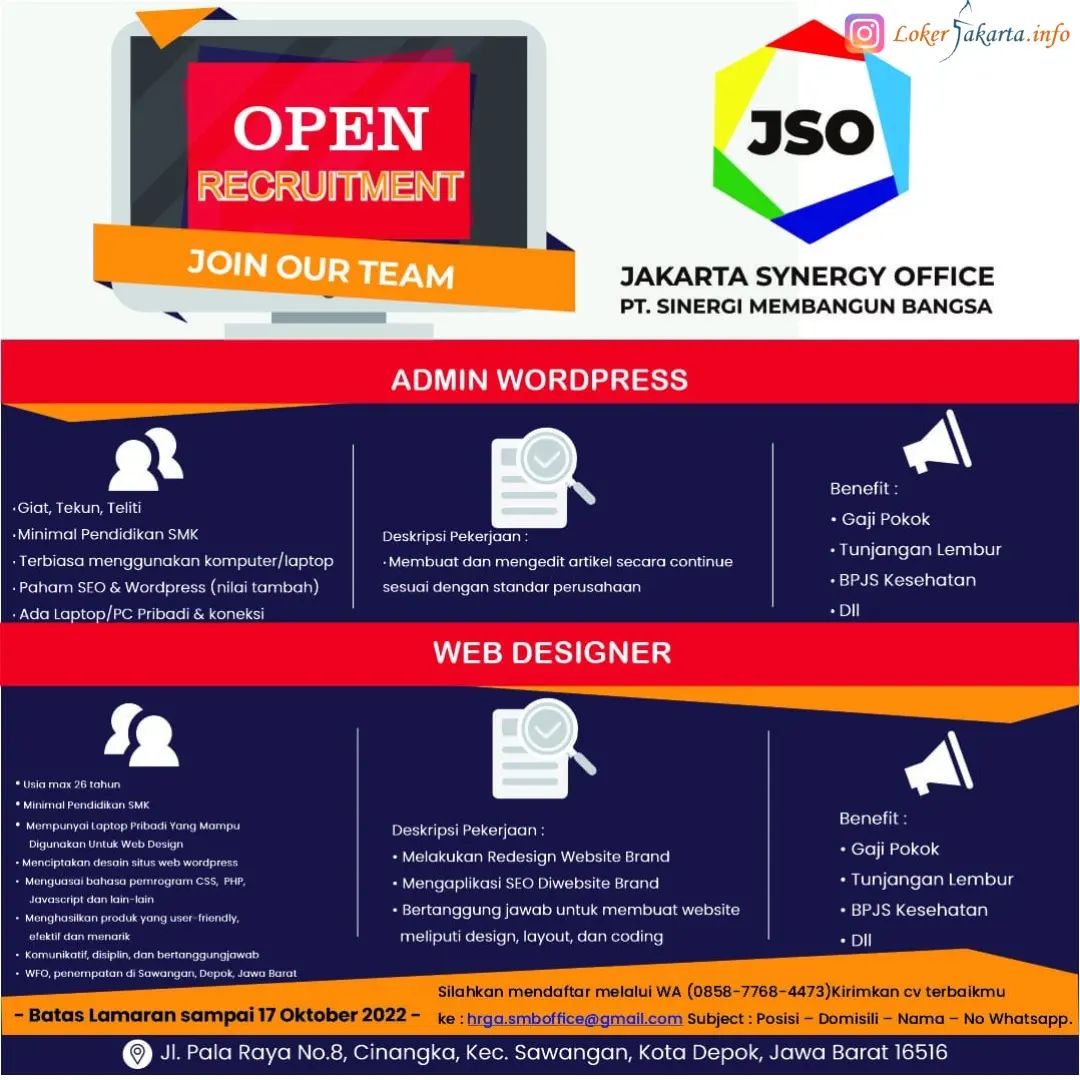 Loker Jakarta.info
OPEN
RECRUITMENT
JOIN OUR TEAM
JSO
JAKARTA SYNERGY OFFICE
PT. SINERGI MEMBANGUN BANGSA
ADMIN WORDPRESS
• Giat, Tekun, Teliti
• Minimal Pendidikan SMK
• Terbiasa menggunakan komputer/laptop
• Paham SEO & Wordpress (nilai tambah)
• Ada Laptop/PC Pribadi & koneksi
Deskripsi Pekerjaan :
• Membuat dan mengedit artikel secara continue
sesuai dengan standar perusahaan
Benefit :
• Gaji Pokok
• Tunjangan Lembur
• BPJS Kesehatan
• Dll
WEB DESIGNER
• Usia max 26 tahun
• Minimal Pendidikan SMK
• Mempunyai Laptop Pribadi Yang Mampu
Digunakan Untuk Web Design
• Menciptakan desain situs web wordpress
• Menguasai bahasa pemrogram CSS, PHP,
Javascript dan lain-lain
• Menghasilkan produk yang user-friendly,
efektif dan menarik
• Komunikatif, disiplin, dan bertanggungjawab
• WFO, penempatan di Sawangan, Depok, Jawa Barat
Deskripsi Pekerjaan :
• Melakukan Redesign Website Brand
• Mengaplikasi SEO Diwebsite Brand
• Bertanggung jawab untuk membuat website
meliputi design, layout, dan coding
Benefit :
• Gaji Pokok
• Tunjangan Lembur
• BPJS Kesehatan
• Dll
- Batas Lamaran sampai 17 Oktober 2022 -
Silahkan mendaftar melalui WA (0858-7768-4473)Kirimkan cv terbaikmu
ke : hrga.smboffice@gmail.com Subject : Posisi – Domisili – Nama – No Whatsapp.
Jl. Pala Raya No.8, Cinangka, Kec. Sawangan, Kota Depok, Jawa Barat 16516